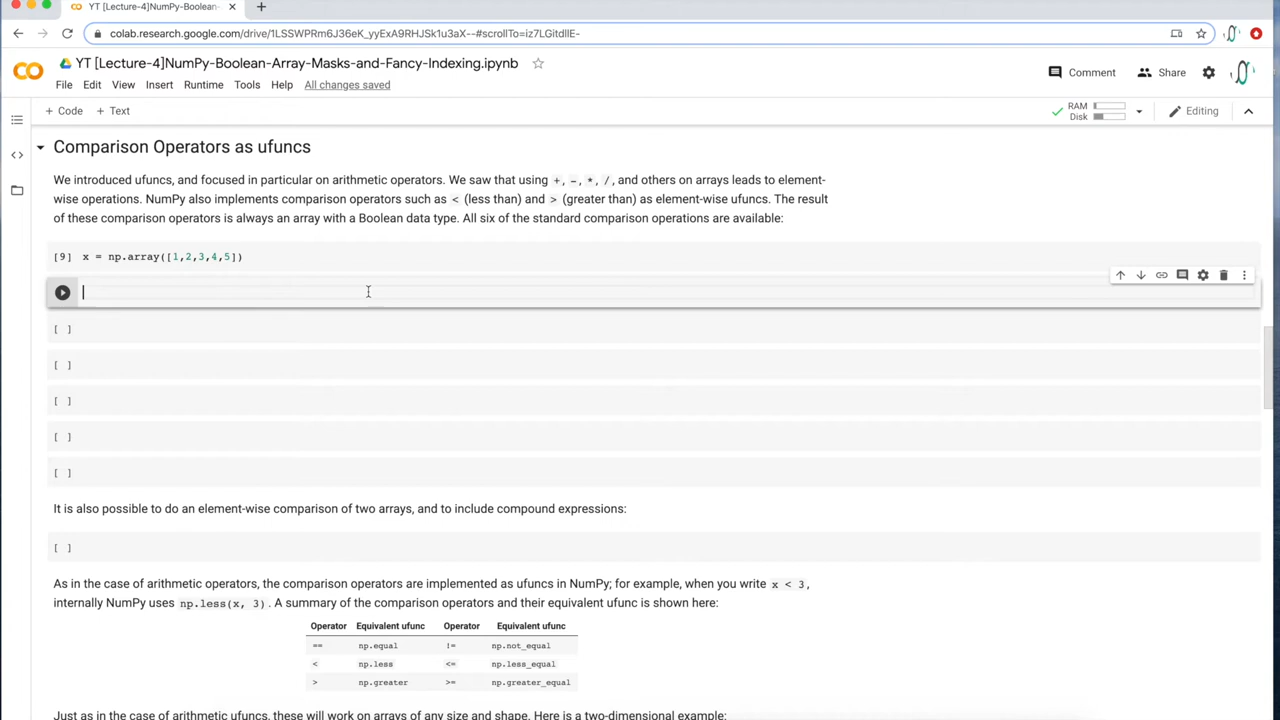 YT [Lecture-4]NumPy-Boolean-
colab.research.google.com/drive/1LSSWPRm6J36eK_yyExA9RHJSk1u3aX--#scrollTo=iz7LGitdlIE-
YT [Lecture-4]NumPy-Boolean-Array-Masks-and-Fancy-Indexing.ipynb
Comment
Share
File Edit View Insert Runtime Tools Help All changes saved
+ Code + Text
RAM
Disk
Editing
Comparison Operators as ufuncs
We introduced ufuncs, and focused in particular on arithmetic operators. We saw that using +, -, *, /, and others on arrays leads to element-
wise operations. NumPy also implements comparison operators such as < (less than) and > (greater than) as element-wise ufuncs. The result
of these comparison operators is always an array with a Boolean data type. All six of the standard comparison operations are available:
[9] x = np.array([1,2,3,4,5])
[ ]
[ ]
[ ]
[ ]
[ ]
It is also possible to do an element-wise comparison of two arrays, and to include compound expressions:
[ ]
As in the case of arithmetic operators, the comparison operators are implemented as ufuncs in NumPy; for example, when you write x < 3,
internally NumPy uses np.less(x, 3). A summary of the comparison operators and their equivalent ufunc is shown here:
Operator Equivalent ufunc Operator Equivalent ufunc
== np.equal != np.not_equal
< np.less <= np.less_equal
> np.greater >= np.greater_equal
Just as in the case of arithmetic ufuncs, these will work on arrays of any size and shape. Here is a two-dimensional example: